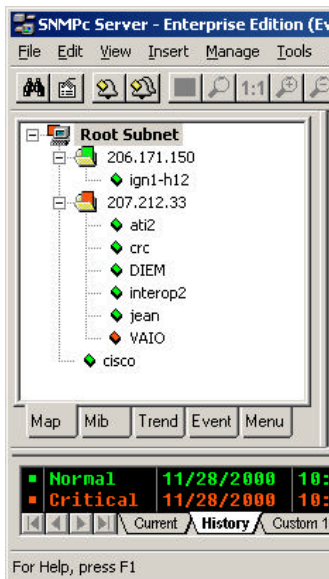 SNMPc Server - Enterprise Edition (Ev
File Edit View Insert Manage Tools
1:1
Root Subnet
206.171.150
ign1-h12
207.212.33
ati2
crc
DIEM
interop2
jean
VAIO
cisco
Map Mib Trend Event Menu
Normal 11/28/2000 10:
Critical 11/28/2000 10:
Current History Custom 1
For Help, press F1